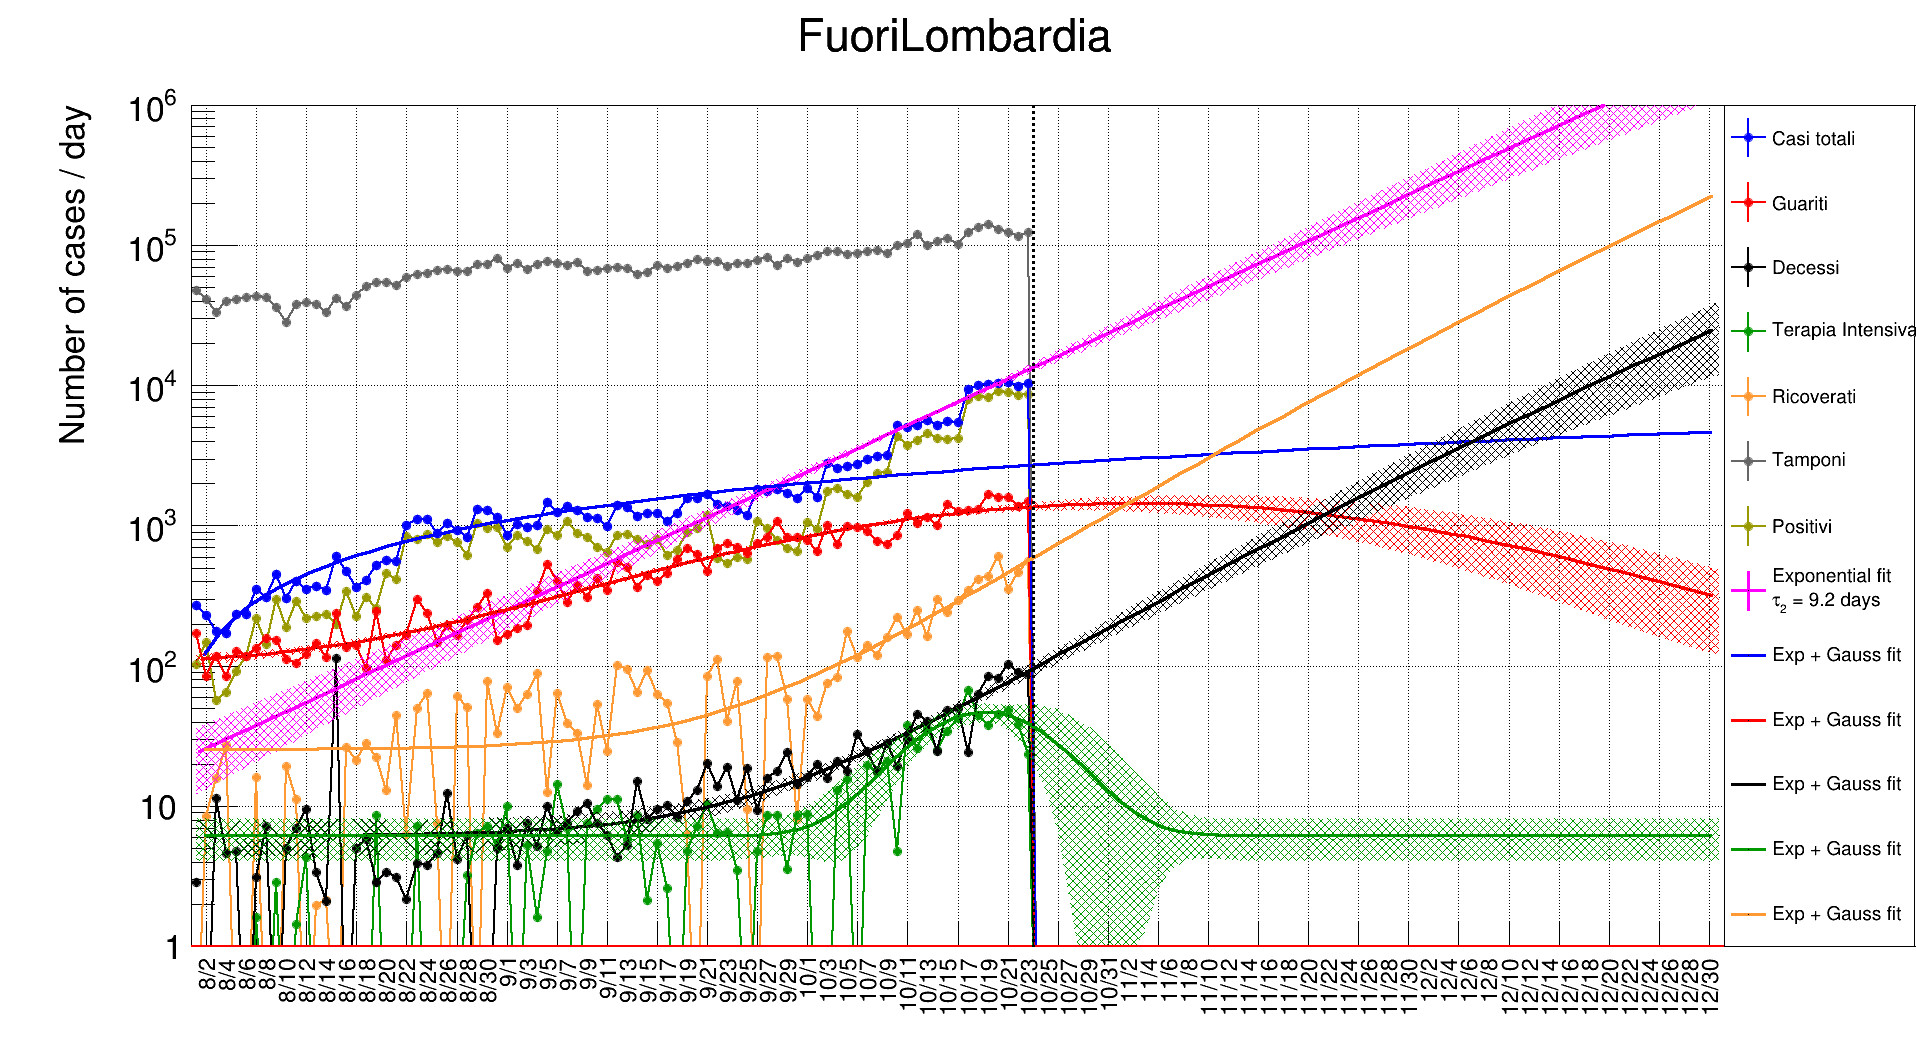 FuoriLombardia
Number of cases / day
10^6
10^5
10^4
10^3
10^2
10
1
8/2 8/4 8/6 8/8 8/10 8/12 8/14 8/16 8/18 8/20 8/22 8/24 8/26 8/28 8/30 9/1 9/3 9/5 9/7 9/9 9/11 9/13 9/15 9/17 9/19 9/21 9/23 9/25 9/27 9/29 10/1 10/3 10/5 10/7 10/9 10/11 10/13 10/15 10/17 10/19 10/21 10/23 10/25 10/27 10/29 10/31 11/2 11/4 11/6 11/8 11/10 11/12 11/14 11/16 11/18 11/20 11/22 11/24 11/26 11/28 11/30 12/2 12/4 12/6 12/8 12/10 12/12 12/14 12/16 12/18 12/20 12/22 12/24 12/26 12/28 12/30
Casi totali
Guariti
Decessi
Terapia Intensiva
Ricoverati
Tamponi
Positivi
Exponential fit
τ₂ = 9.2 days
Exp + Gauss fit
Exp + Gauss fit
Exp + Gauss fit
Exp + Gauss fit
Exp + Gauss fit